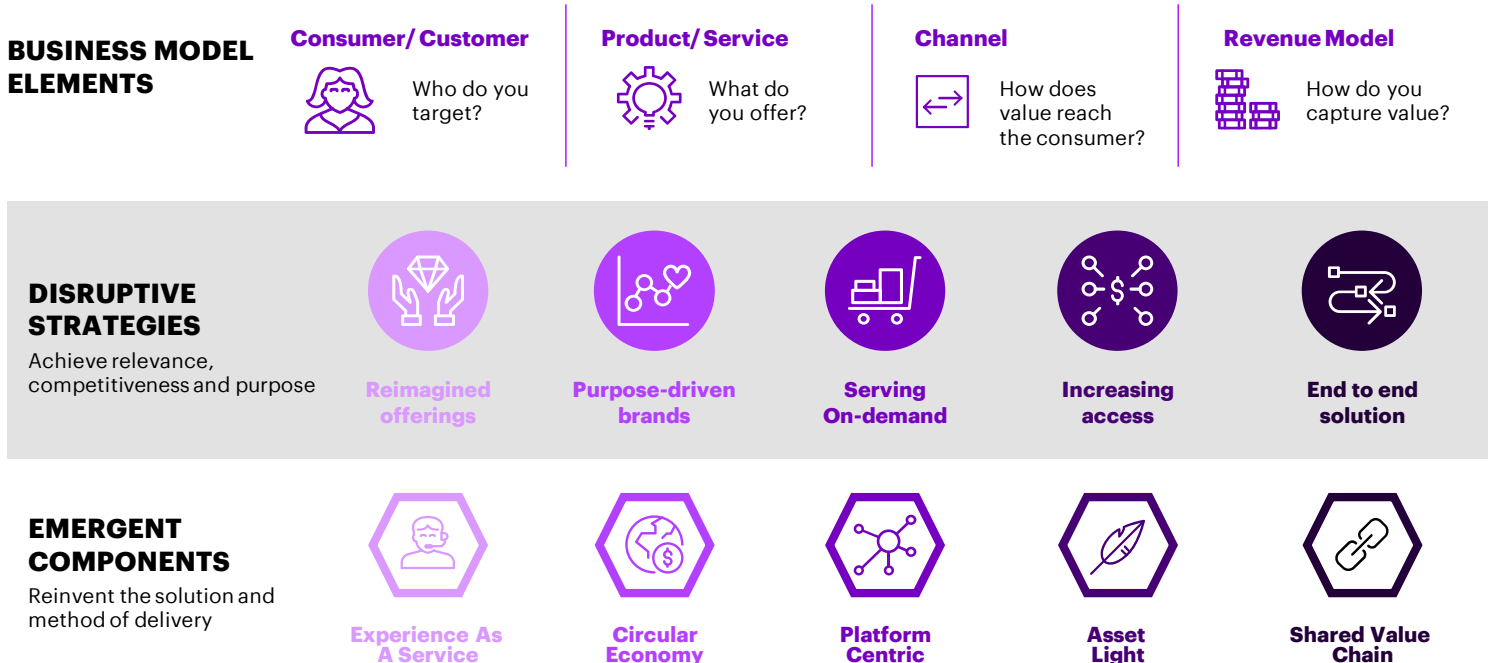 BUSINESS MODEL
ELEMENTS
Consumer/ Customer
Who do you
target?
Product/ Service
What do
you offer?
Channel
How does
value reach
the consumer?
Revenue Model
How do you
capture value?
DISRUPTIVE
STRATEGIES
Achieve relevance,
competitiveness and purpose
Reimagined
offerings
Purpose-driven
brands
Serving
On-demand
$
Increasing
access
End to end
solution
EMERGENT
COMPONENTS
Reinvent the solution and
method of delivery
Experience As
A Service
$
Circular
Economy
Platform
Centric
Asset
Light
Shared Value
Chain